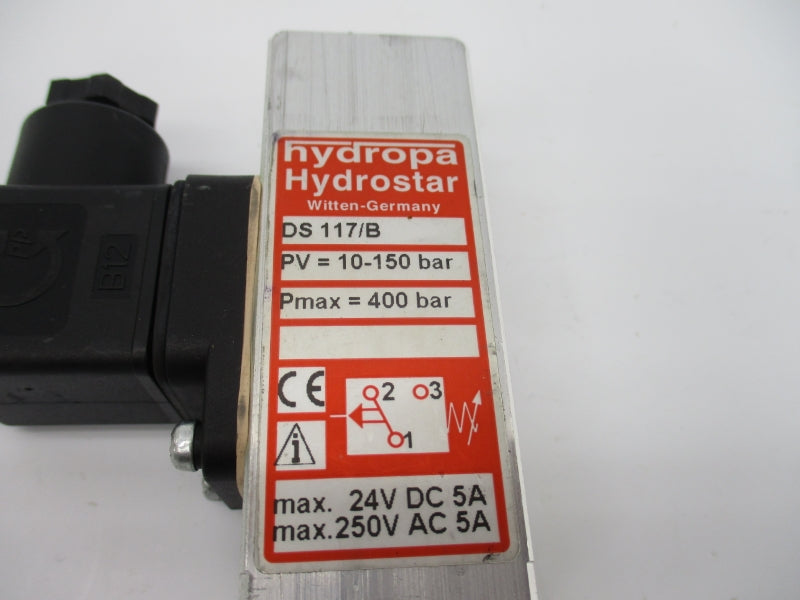 hydropa
Hydrostar
Witten-Germany
DS 117/B
PV = 10-150 bar
Pmax = 400 bar
CE
2 3
1
i
max. 24V DC 5A
max.250V AC 5A
B12